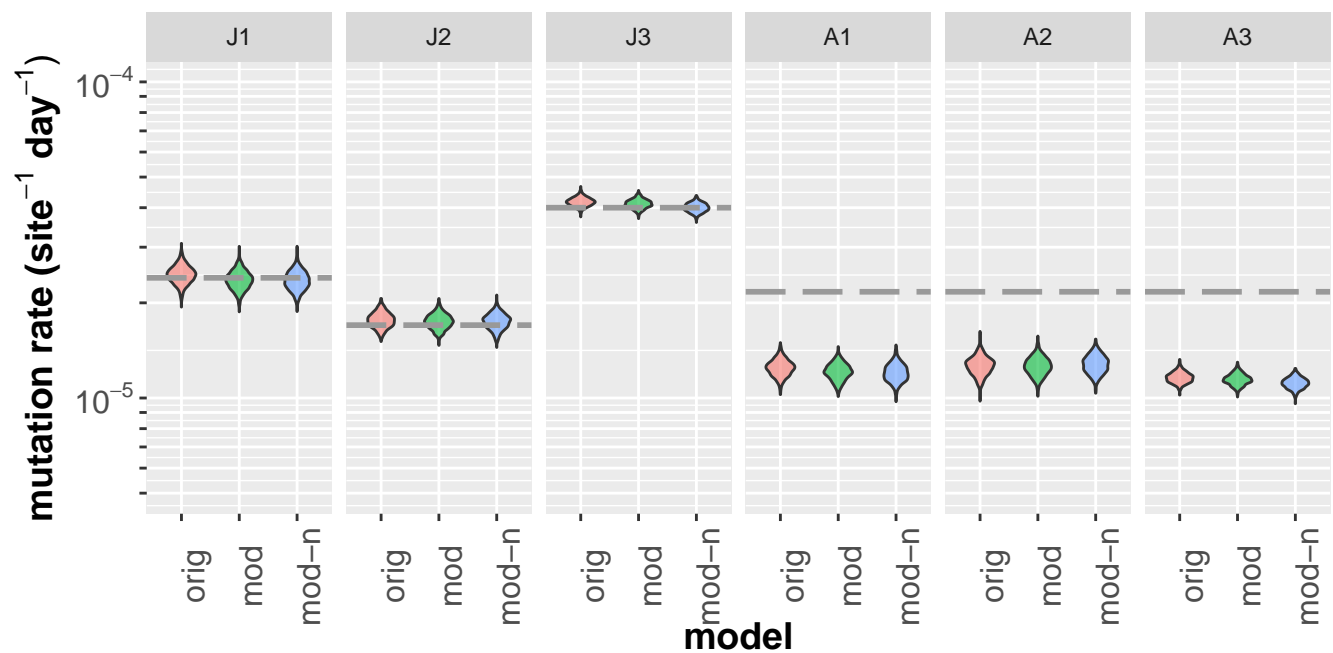 J1 J2 J3 A1 A2 A3
mutation rate (site⁻¹ day⁻¹)
10⁻⁴
10⁻⁵
orig mod mod−n orig mod mod−n orig mod mod−n orig mod mod−n orig mod mod−n orig mod mod−n
model